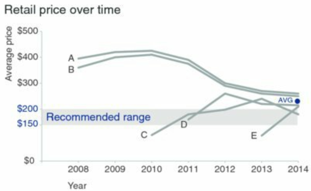 Retail price over time
Average price
$500
$400
$300
$200
$150
$0
A
B
C
D
E
AVG
Recommended range
2008 2009 2010 2011 2012 2013 2014
Year